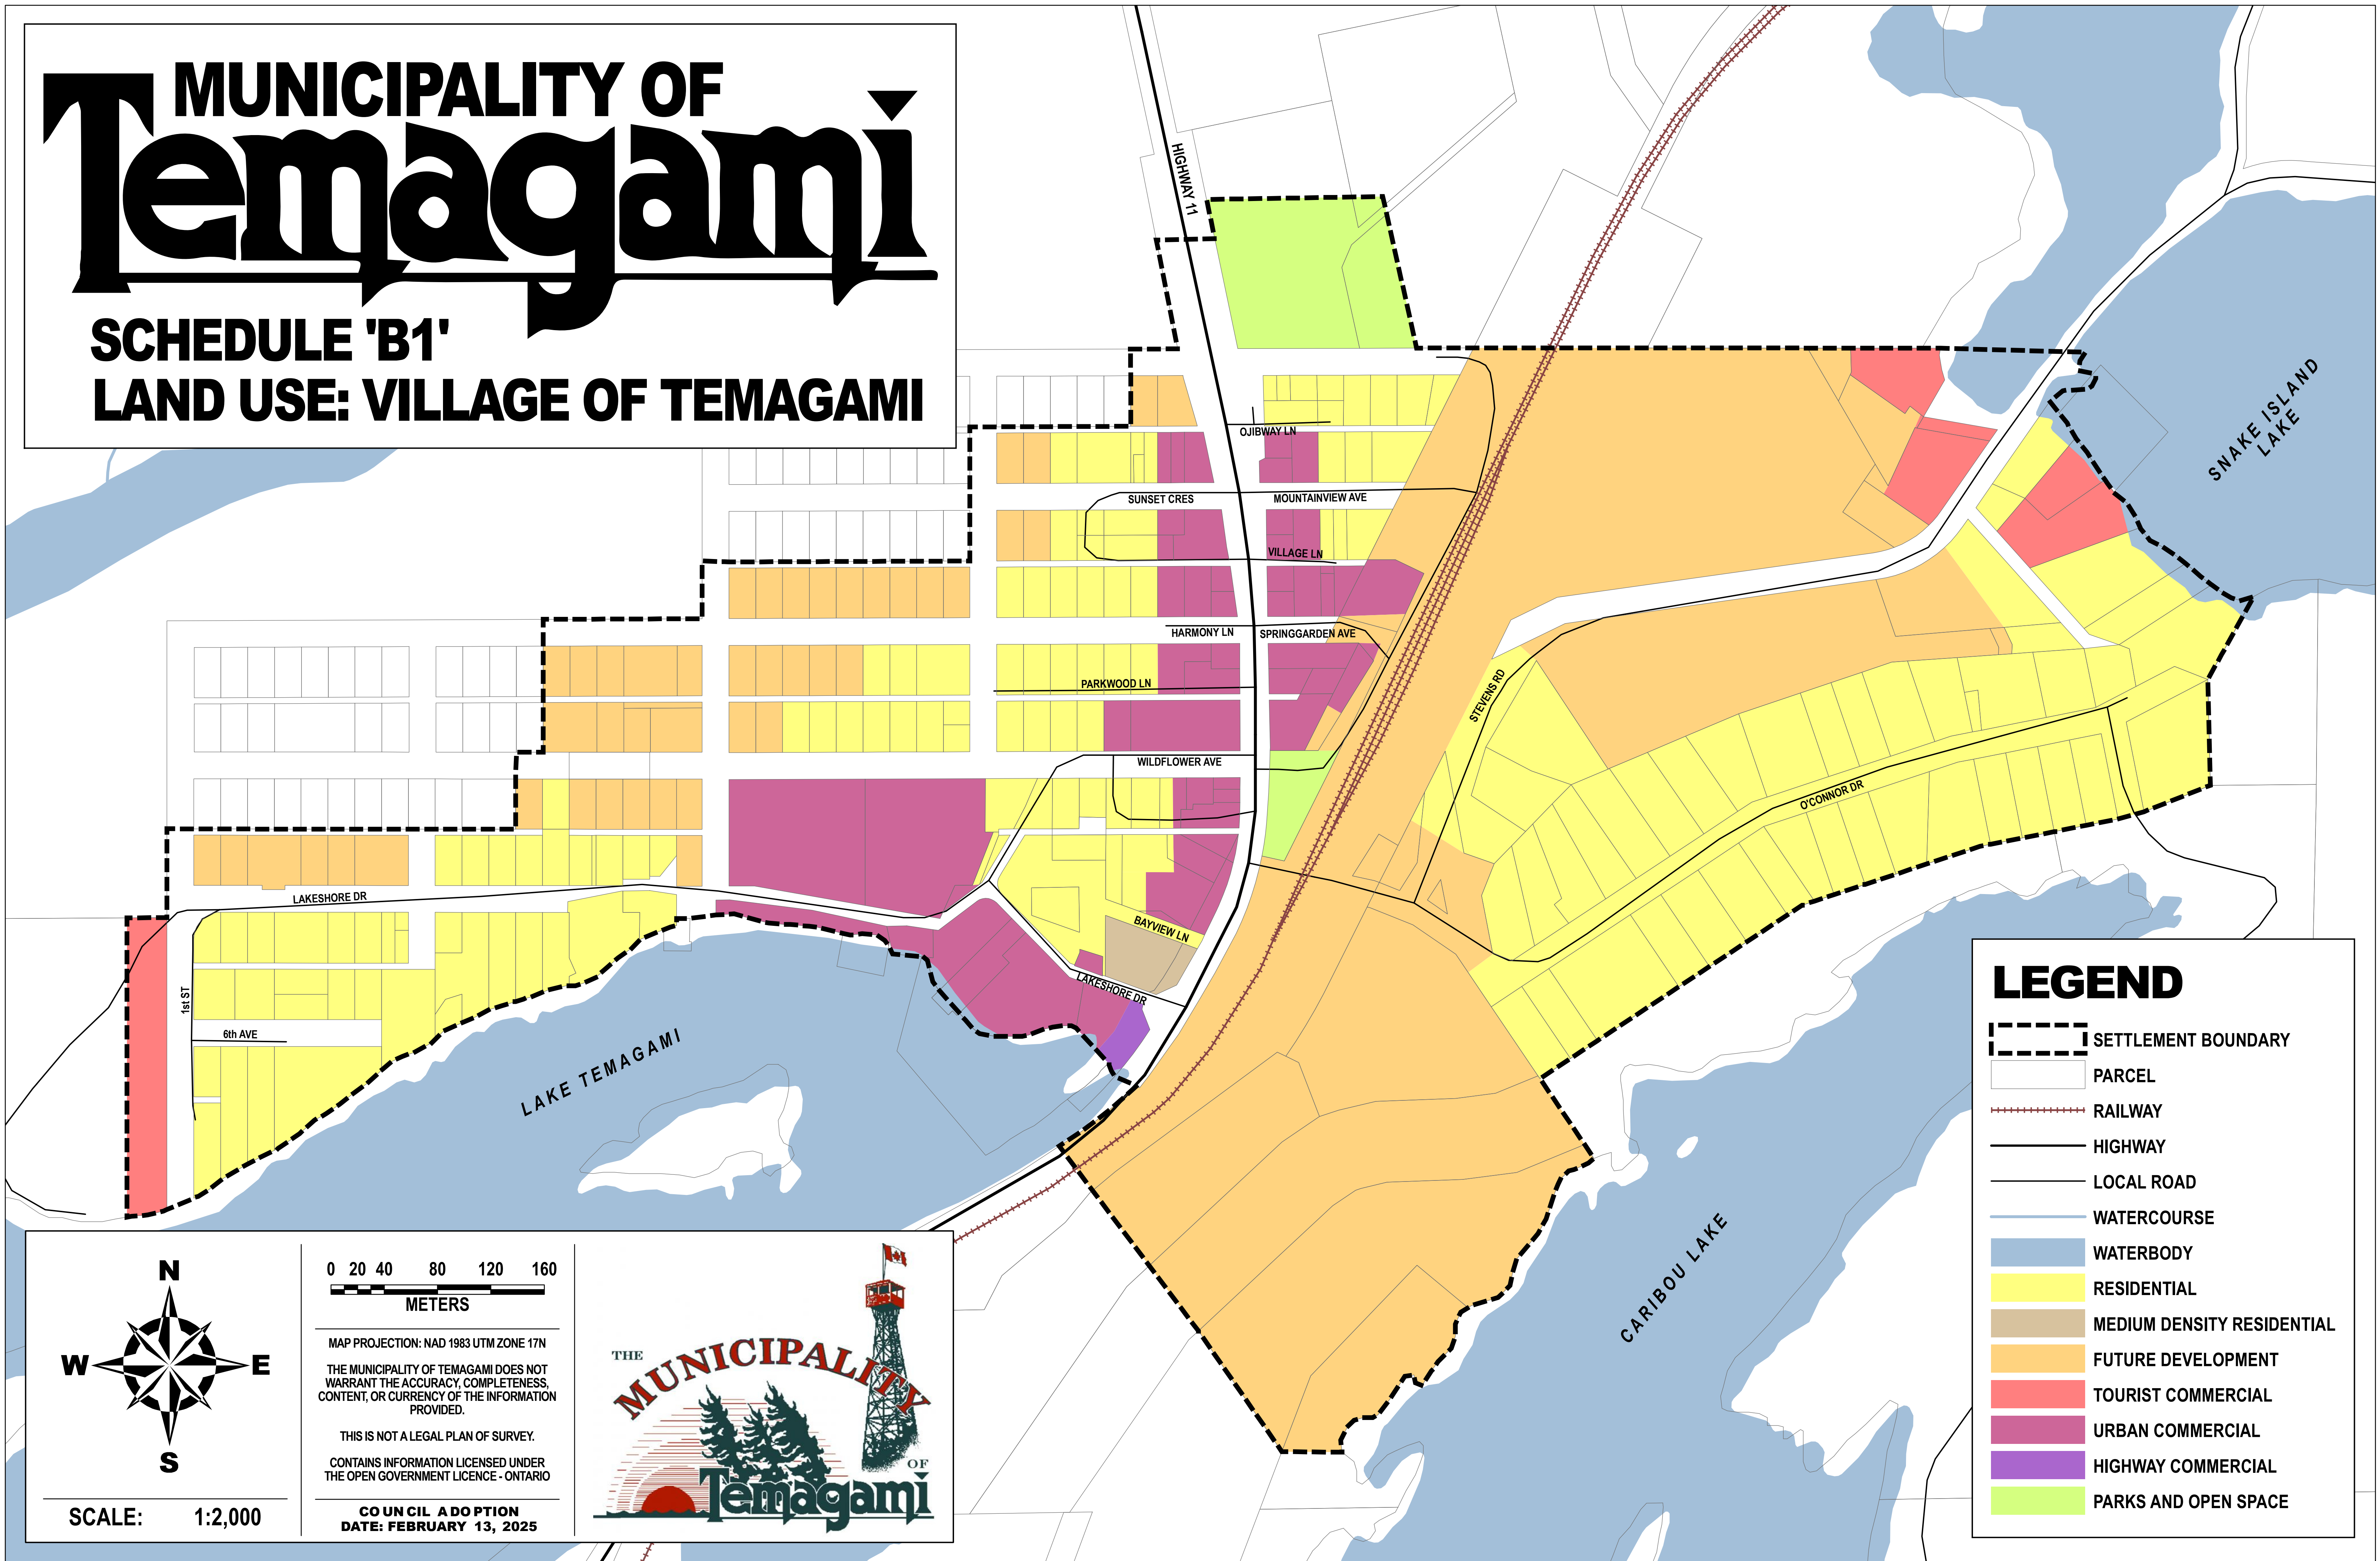 MUNICIPALITY OF
Temagami
SCHEDULE 'B1'
LAND USE: VILLAGE OF TEMAGAMI
HIGHWAY 11
OJIBWAY LN
SUNSET CRES
MOUNTAINVIEW AVE
VILLAGE LN
HARMONY LN
SPRINGGARDEN AVE
PARKWOOD LN
STEVENS RD
WILDFLOWER AVE
O'CONNOR DR
LAKESHORE DR
BAYVIEW LN
LAKESHORE DR
1st ST
6th AVE
LAKE TEMAGAMI
SNAKE ISLAND
LAKE
CARIBOU LAKE
LEGEND
SETTLEMENT BOUNDARY
PARCEL
RAILWAY
HIGHWAY
LOCAL ROAD
WATERCOURSE
WATERBODY
RESIDENTIAL
MEDIUM DENSITY RESIDENTIAL
FUTURE DEVELOPMENT
TOURIST COMMERCIAL
URBAN COMMERCIAL
HIGHWAY COMMERCIAL
PARKS AND OPEN SPACE
N
W E
S
SCALE: 1:2,000
0 20 40 80 120 160
METERS
MAP PROJECTION: NAD 1983 UTM ZONE 17N
THE MUNICIPALITY OF TEMAGAMI DOES NOT
WARRANT THE ACCURACY, COMPLETENESS,
CONTENT, OR CURRENCY OF THE INFORMATION
PROVIDED.
THIS IS NOT A LEGAL PLAN OF SURVEY.
CONTAINS INFORMATION LICENSED UNDER
THE OPEN GOVERNMENT LICENCE - ONTARIO
COUNCIL ADOPTION
DATE: FEBRUARY 13, 2025
THE
MUNICIPALITY
OF
Temagami